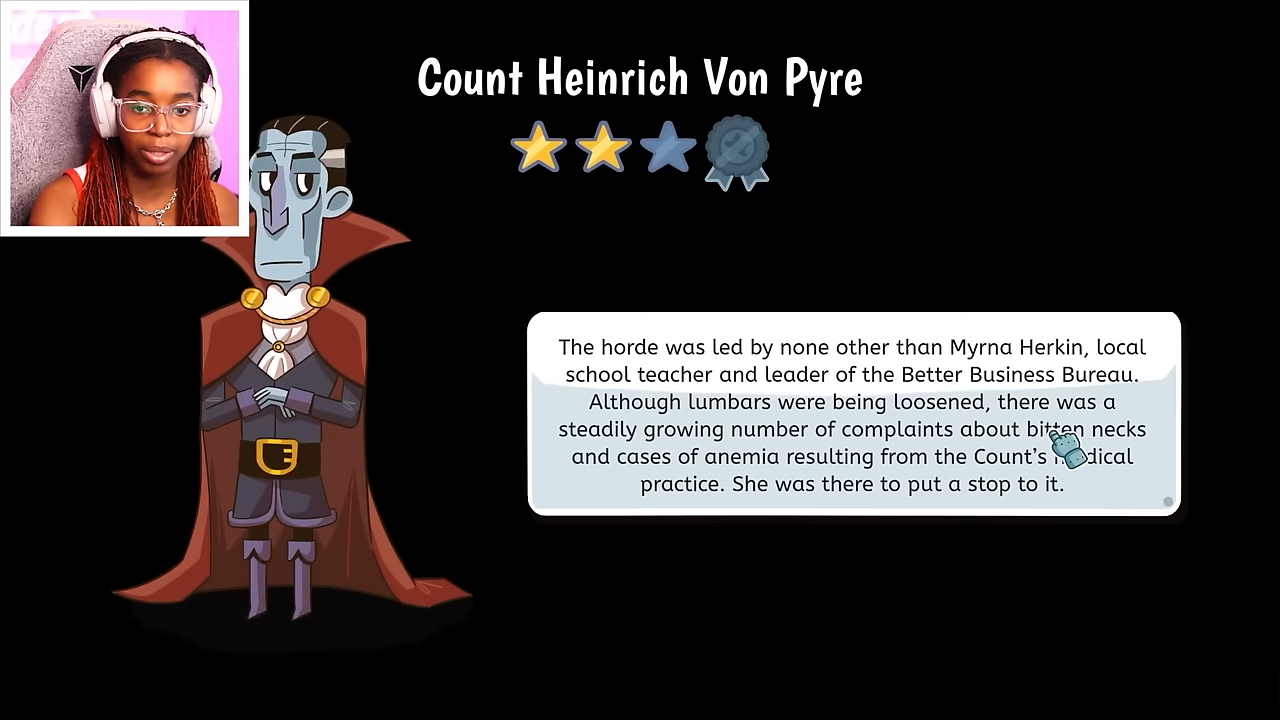 Count Heinrich Von Pyre
The horde was led by none other than Myrna Herkin, local
school teacher and leader of the Better Business Bureau.
Although lumbars were being loosened, there was a
steadily growing number of complaints about bitten necks
and cases of anemia resulting from the Count's medical
practice. She was there to put a stop to it.